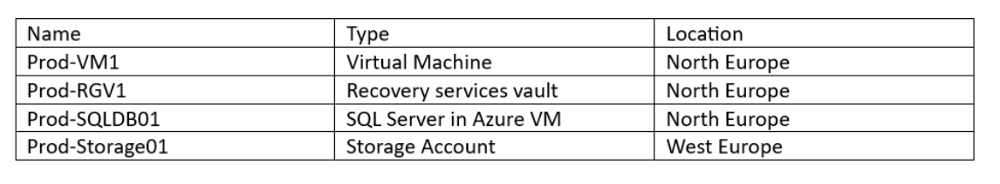 Name Type Location
Prod-VM1 Virtual Machine North Europe
Prod-RGV1 Recovery services vault North Europe
Prod-SQLDB01 SQL Server in Azure VM North Europe
Prod-Storage01 Storage Account West Europe